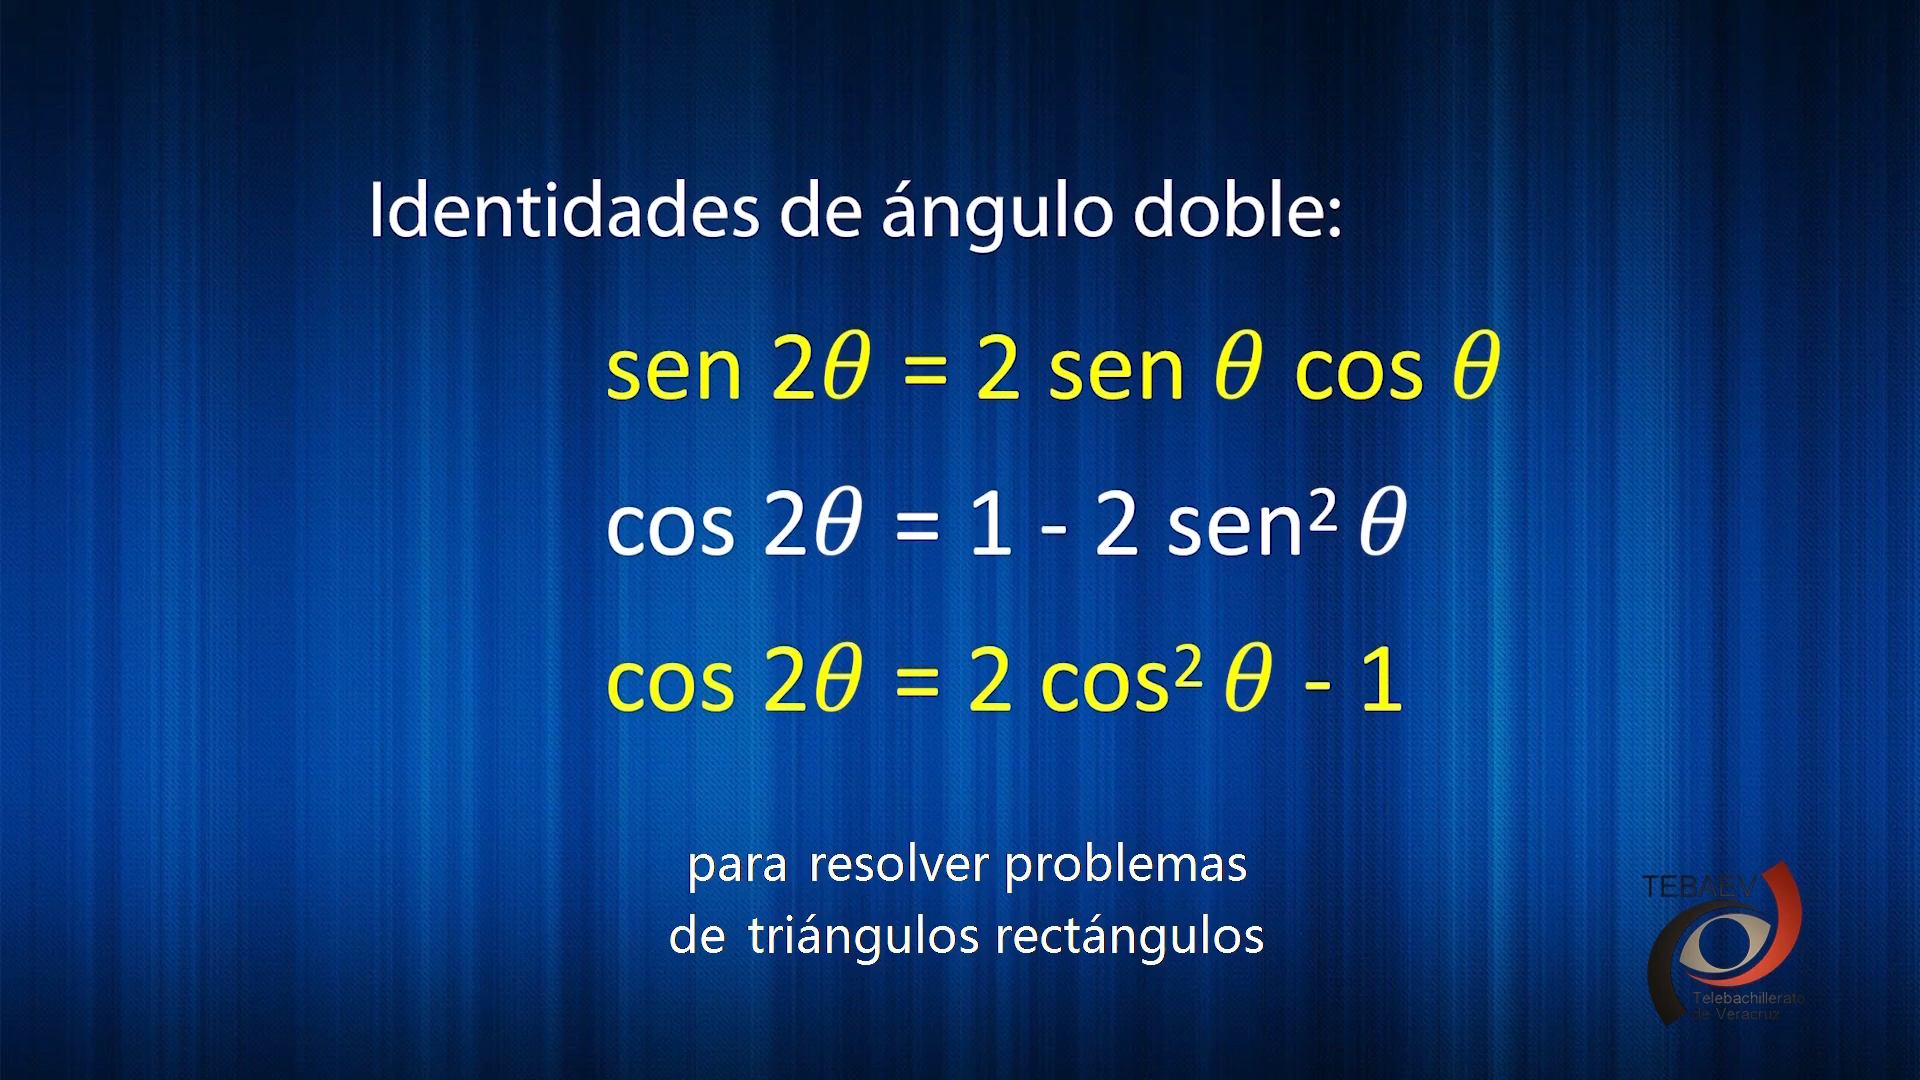 Identidades de ángulo doble:
sen 2θ = 2 sen θ cos θ
cos 2θ = 1 - 2 sen² θ
cos 2θ = 2 cos² θ - 1
para resolver problemas
de triángulos rectángulos
TEBAEV
Telebachillerato
de Veracruz